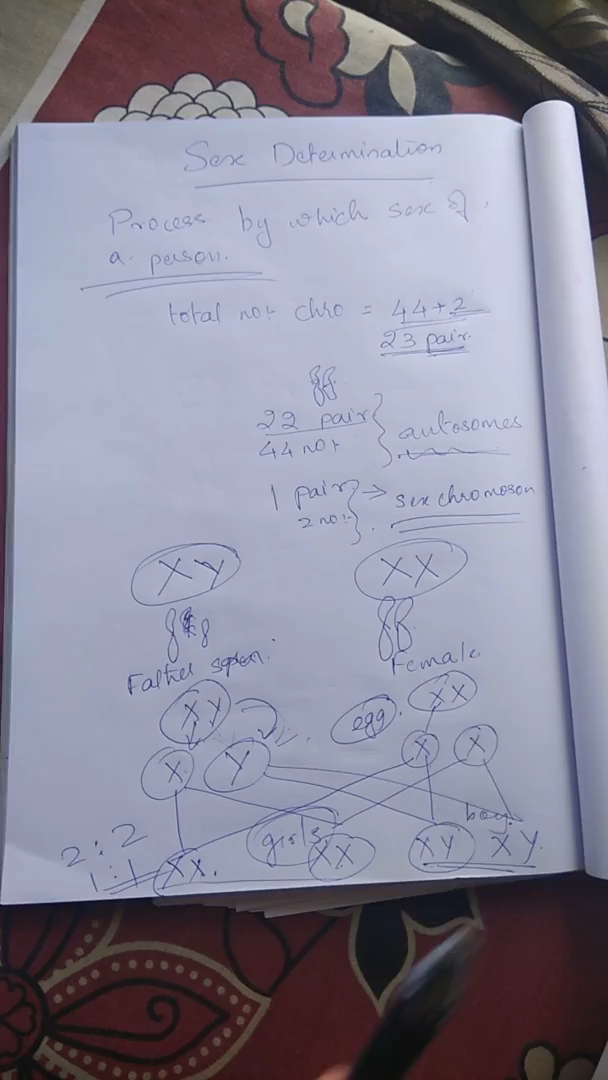 Sex Determination
Process by which sex of
a person.
total no: chro = 44+2
23 pair
22 pair
44 no:
autosomes
1 pair → sex chromoson
2 no:
XY XX
Father Female
XY egg. XX
X Y X X
2:2 girls boy
1:1 XX. XX XY XY.